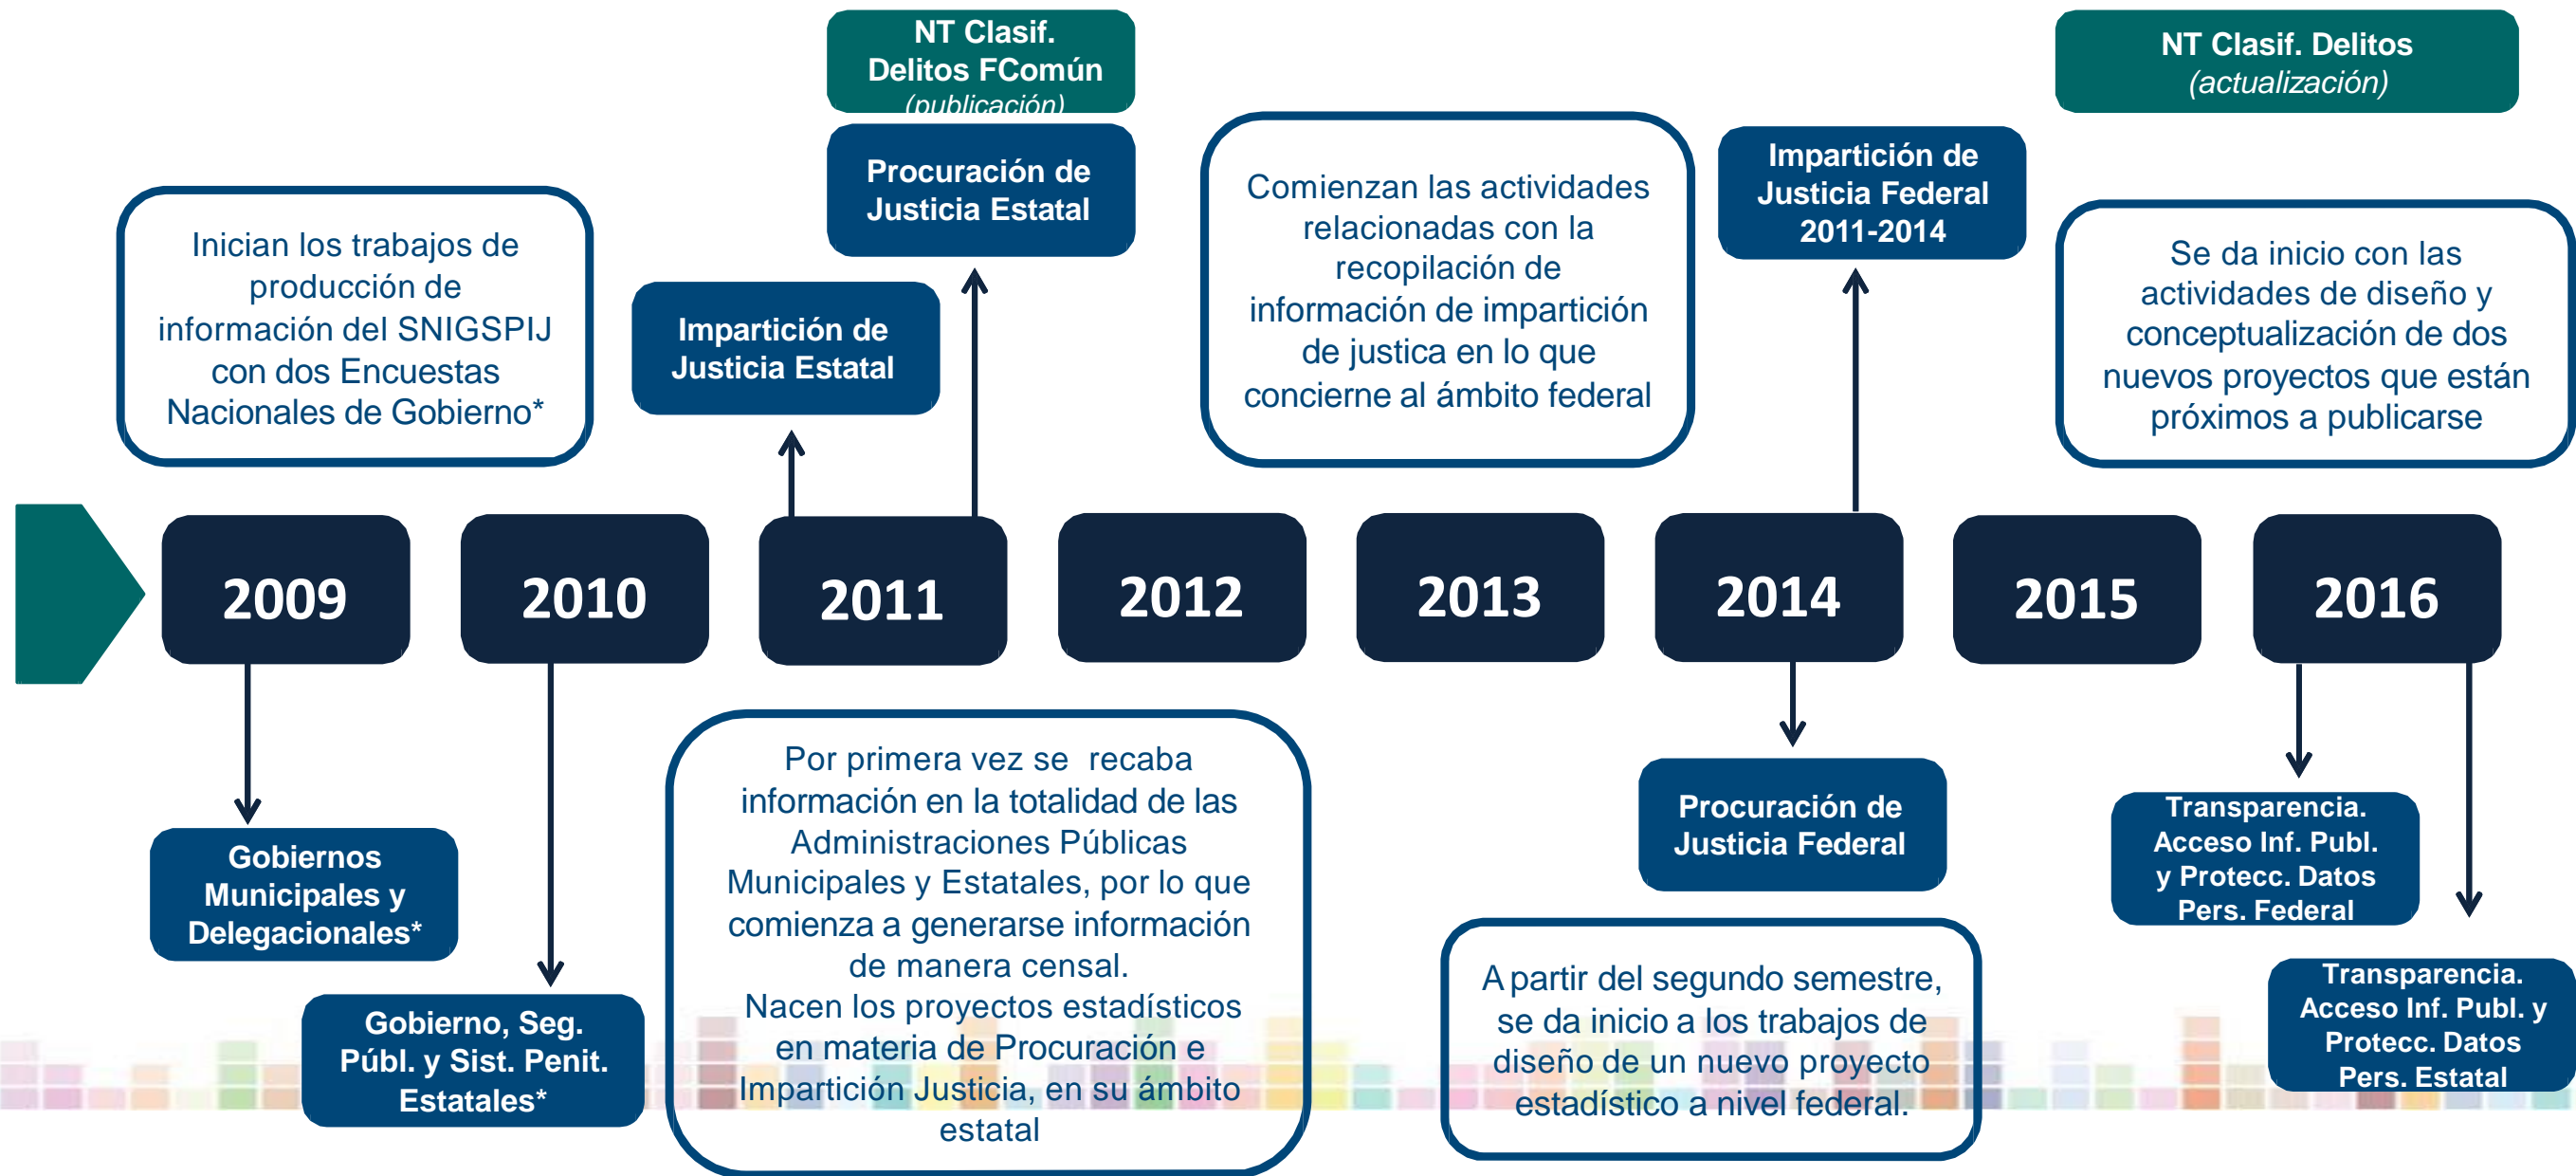 NT Clasif.
Delitos FComún
(publicación)
NT Clasif. Delitos
(actualización)
Procuración de
Justicia Estatal
Impartición de
Justicia Federal
2011-2014
Inician los trabajos de
producción de
información del SNIGSPIJ
con dos Encuestas
Nacionales de Gobierno*
Impartición de
Justicia Estatal
Comienzan las actividades
relacionadas con la
recopilación de
información de impartición
de justica en lo que
concierne al ámbito federal
Se da inicio con las
actividades de diseño y
conceptualización de dos
nuevos proyectos que están
próximos a publicarse
2009
2010
2011
2012
2013
2014
2015
2016
Gobiernos
Municipales y
Delegacionales*
Gobierno, Seg.
Públ. y Sist. Penit.
Estatales*
Por primera vez se recaba
información en la totalidad de las
Administraciones Públicas
Municipales y Estatales, por lo que
comienza a generarse información
de manera censal.
Nacen los proyectos estadísticos
en materia de Procuración e
Impartición Justicia, en su ámbito
estatal
Procuración de
Justicia Federal
A partir del segundo semestre,
se da inicio a los trabajos de
diseño de un nuevo proyecto
estadístico a nivel federal.
Transparencia.
Acceso Inf. Publ.
y Protecc. Datos
Pers. Federal
Transparencia.
Acceso Inf. Publ. y
Protecc. Datos
Pers. Estatal